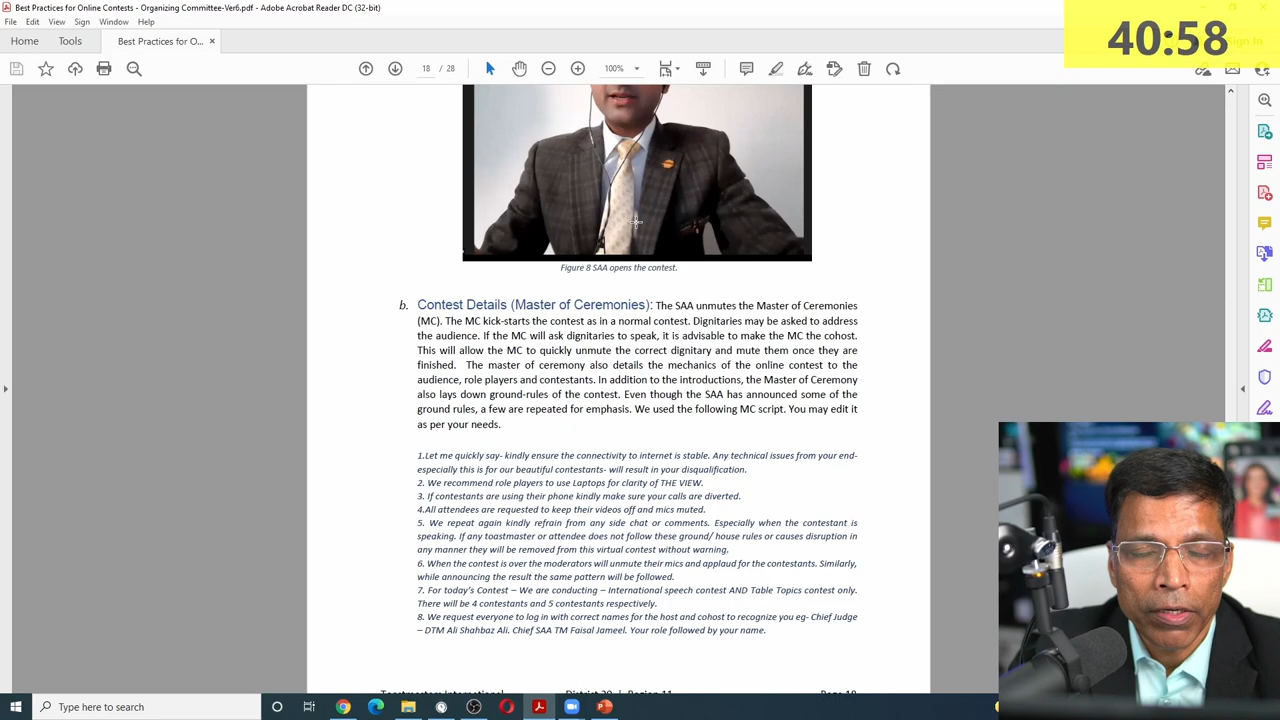 Best Practices for Online Contests - Organizing Committee-Ver6.pdf - Adobe Acrobat Reader DC (32-bit)
File Edit View Sign Window Help
Home Tools Best Practices for O... × Sign In
40:58
18 / 28 100%
Figure 8 SAA opens the contest.
b. Contest Details (Master of Ceremonies): The SAA unmutes the Master of Ceremonies
(MC). The MC kick-starts the contest as in a normal contest. Dignitaries may be asked to address
the audience. If the MC will ask dignitaries to speak, it is advisable to make the MC the cohost.
This will allow the MC to quickly unmute the correct dignitary and mute them once they are
finished. The master of ceremony also details the mechanics of the online contest to the
audience, role players and contestants. In addition to the introductions, the Master of Ceremony
also lays down ground-rules of the contest. Even though the SAA has announced some of the
ground rules, a few are repeated for emphasis. We used the following MC script. You may edit it
as per your needs.
1.Let me quickly say- kindly ensure the connectivity to internet is stable. Any technical issues from your end-
especially this is for our beautiful contestants- will result in your disqualification.
2. We recommend role players to use Laptops for clarity of THE VIEW.
3. If contestants are using their phone kindly make sure your calls are diverted.
4.All attendees are requested to keep their videos off and mics muted.
5. We repeat again kindly refrain from any side chat or comments. Especially when the contestant is
speaking. If any toastmaster or attendee does not follow these ground/ house rules or causes disruption in
any manner they will be removed from this virtual contest without warning.
6. When the contest is over the moderators will unmute their mics and applaud for the contestants. Similarly,
while announcing the result the same pattern will be followed.
7. For today's Contest – We are conducting – International speech contest AND Table Topics contest only.
There will be 4 contestants and 5 contestants respectively.
8. We request everyone to log in with correct names for the host and cohost to recognize you eg- Chief Judge
– DTM Ali Shahbaz Ali. Chief SAA TM Faisal Jameel. Your role followed by your name.
Toastmasters International District 20 | Region 11 Page 18
Type here to search